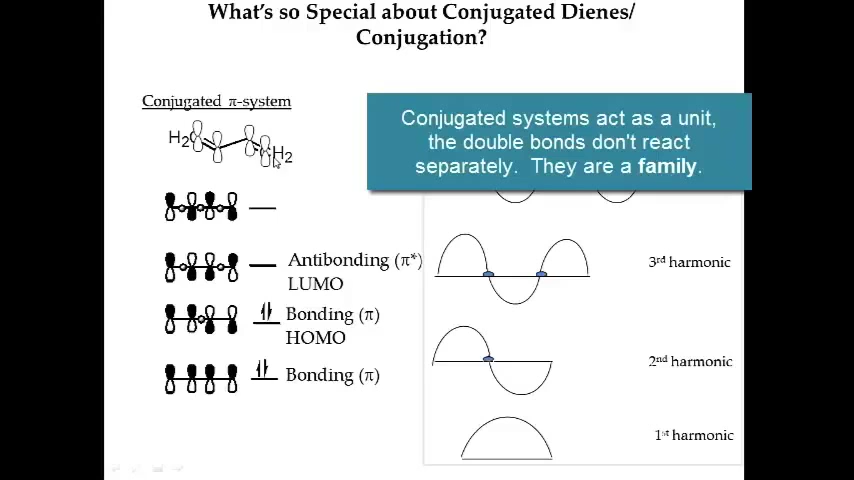 What's so Special about Conjugated Dienes/
Conjugation?
Conjugated π-system
H2C
H2
Conjugated systems act as a unit,
the double bonds don't react
separately. They are a family.
Antibonding (π*)
LUMO
Bonding (π)
HOMO
Bonding (π)
3rd harmonic
2nd harmonic
1st harmonic